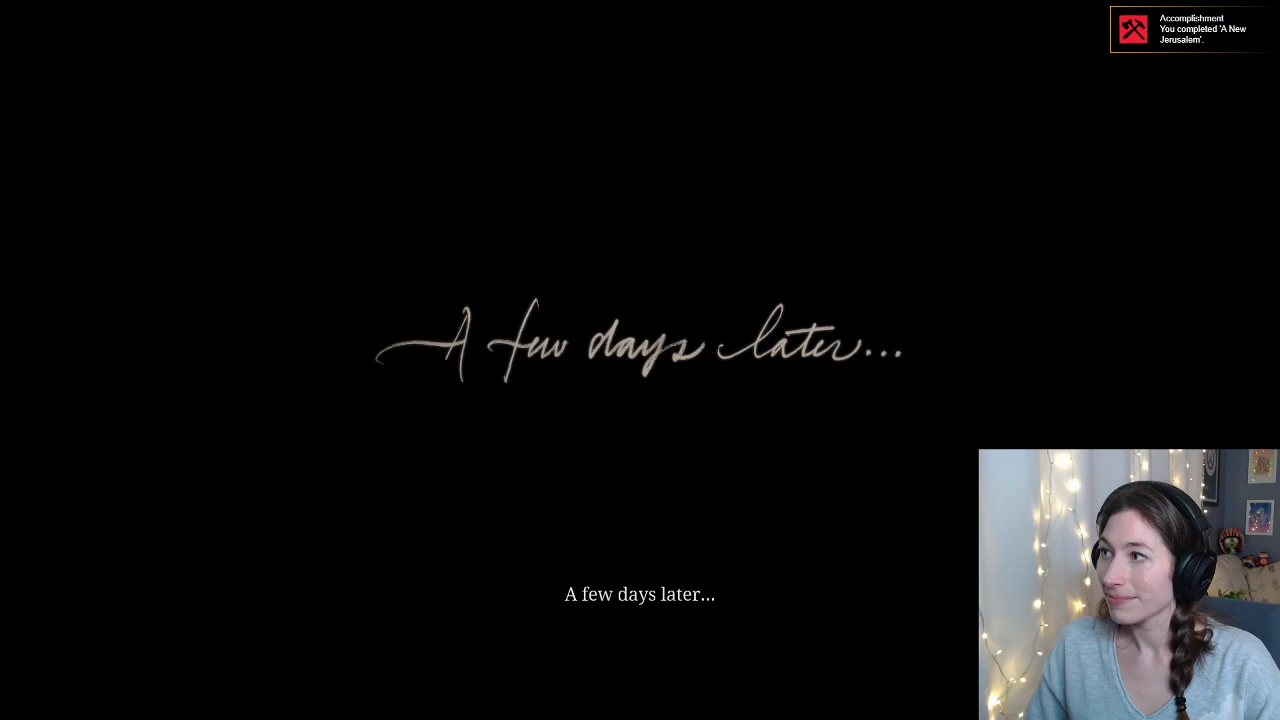 Accomplishment
You completed 'A New
Jerusalem'.
A few days later...
A few days later...